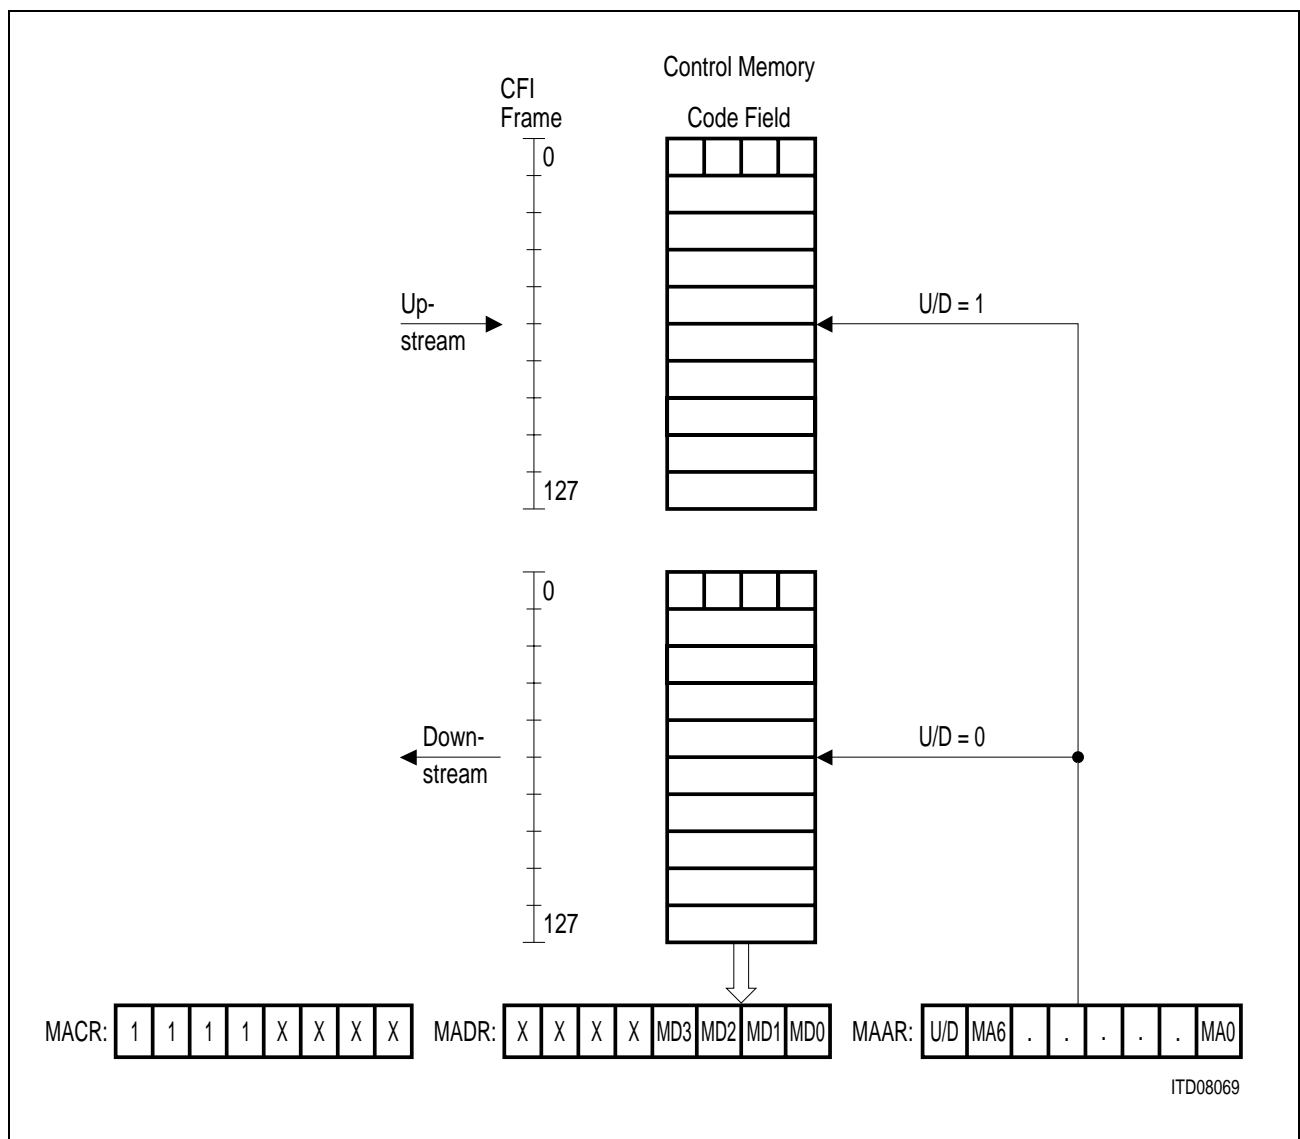 Control Memory
CFI
Frame
Code Field
0
Up-
stream
U/D = 1
127
0
Down-
stream
U/D = 0
127
MACR: 1 1 1 1 X X X X MADR: X X X X MD3 MD2 MD1 MD0 MAAR: U/D MA6 . . . . . MA0
ITD08069